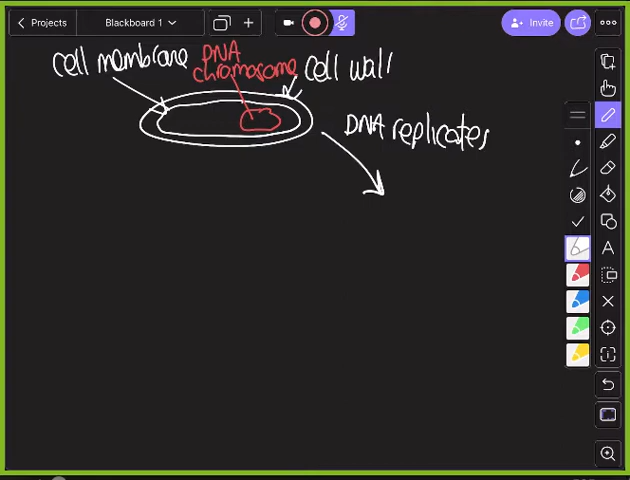 Projects
Blackboard 1
Invite
cell membrane
DNA
chromosome
cell wall
DNA replicates